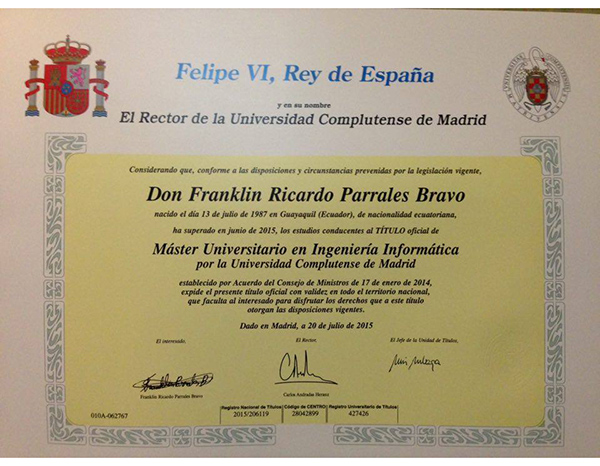 Felipe VI, Rey de España
y en su nombre
El Rector de la Universidad Complutense de Madrid
Considerando que, conforme a las disposiciones y circunstancias prevenidas por la legislación vigente,
Don Franklin Ricardo Parrales Bravo
nacido el día 13 de julio de 1987 en Guayaquil (Ecuador), de nacionalidad ecuatoriana,
ha superado en junio de 2015, los estudios conducentes al TÍTULO oficial de
Máster Universitario en Ingeniería Informática
por la Universidad Complutense de Madrid
establecido por Acuerdo del Consejo de Ministros de 17 de enero de 2014,
expide el presente título oficial con validez en todo el territorio nacional,
que faculta al interesado para disfrutar los derechos que a este título
otorgan las disposiciones vigentes.
Dado en Madrid, a 20 de julio de 2015
El interesado, El Rector, El Jefe de la Unidad de Títulos,
Franklin Ricardo Parrales Bravo Carlos Andradas Heranz
010A-062767
Registro Nacional de Títulos Código de CENTRO Registro Universitario de Títulos
2015/206119 28042899 427426